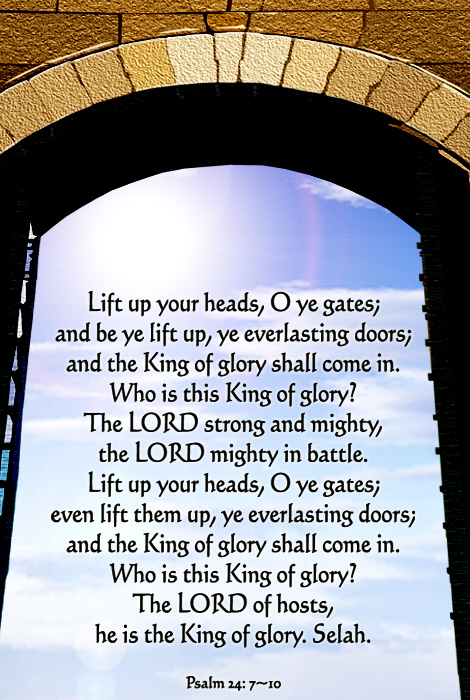 Lift up your heads, O ye gates;
and be ye lift up, ye everlasting doors;
and the King of glory shall come in.
Who is this King of glory?
The LORD strong and mighty,
the LORD mighty in battle.
Lift up your heads, O ye gates;
even lift them up, ye everlasting doors;
and the King of glory shall come in.
Who is this King of glory?
The LORD of hosts,
he is the King of glory. Selah.
Psalm 24: 7~10